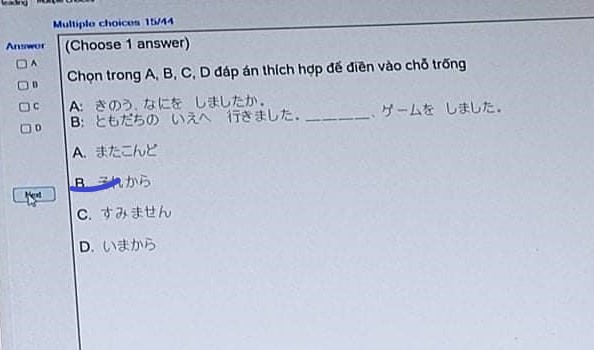 Multiple choices 15/44
Answer
(Choose 1 answer)
A
B
C
D
Chọn trong A, B, C, D đáp án thích hợp để điền vào chỗ trống
A: きのう、なにを しましたか。
B: ともだちの いえへ 行きました。_____、ゲームを しました。
A. またこんど
B. それから
C. すみません
D. いまから
Next